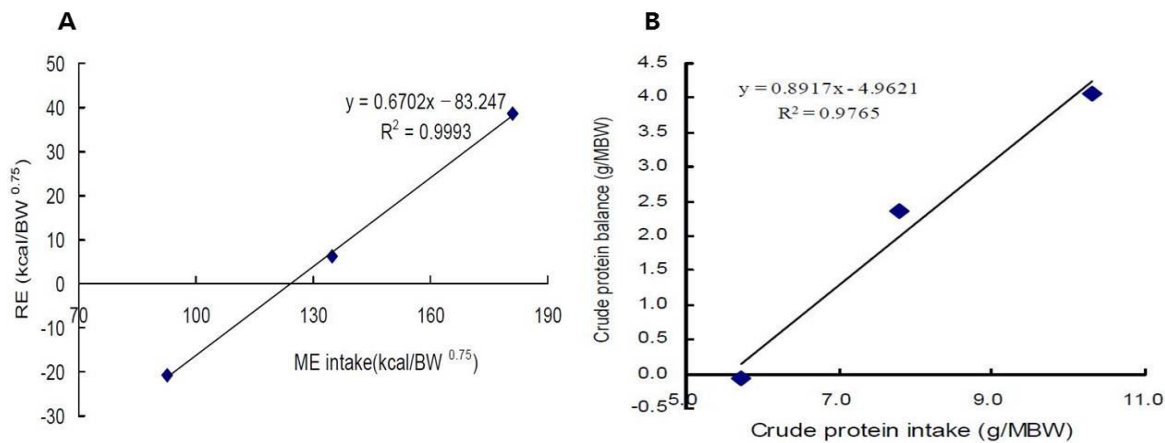 A
50
40
30
20
10
0
-10
-20
-30
70 100 130 160 190
RE (kcal/BW 0.75)
ME intake(kcal/BW 0.75)
y = 0.6702x − 83.247
R2 = 0.9993
B
4.5
4.0
3.5
3.0
2.5
2.0
1.5
1.0
0.5
0.0
-0.5
5.0 7.0 9.0 11.0
Crude protein balance (g/MBW)
Crude protein intake (g/MBW)
y = 0.8917x - 4.9621
R² = 0.9765